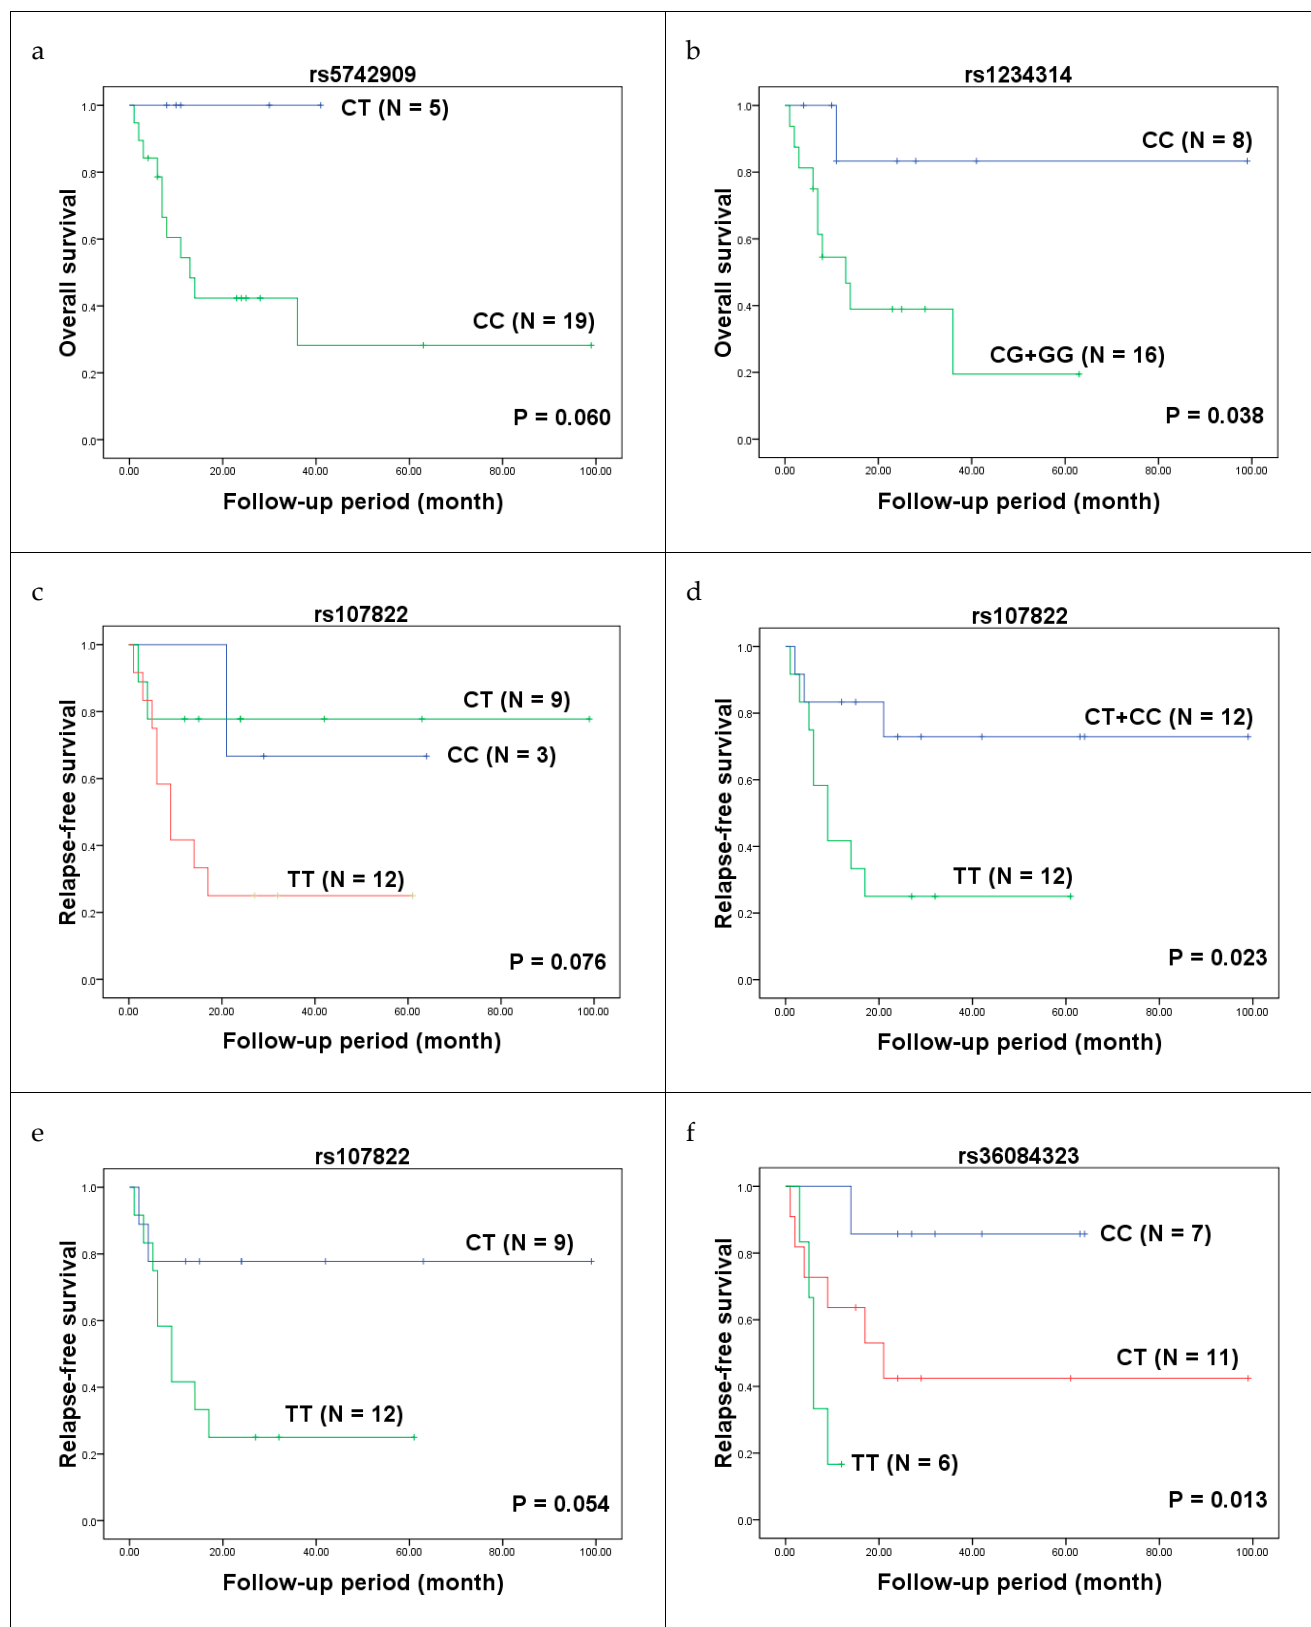 a
rs5742909
CT (N = 5)
CC (N = 19)
P = 0.060
Overall survival
1.0
0.8
0.6
0.4
0.2
0.0
0.00 20.00 40.00 60.00 80.00 100.00
Follow-up period (month)
b
rs1234314
CC (N = 8)
CG+GG (N = 16)
P = 0.038
Overall survival
1.0
0.8
0.6
0.4
0.2
0.0
0.00 20.00 40.00 60.00 80.00 100.00
Follow-up period (month)
c
rs107822
CT (N = 9)
CC (N = 3)
TT (N = 12)
P = 0.076
Relapse-free survival
1.0
0.8
0.6
0.4
0.2
0.0
0.00 20.00 40.00 60.00 80.00 100.00
Follow-up period (month)
d
rs107822
CT+CC (N = 12)
TT (N = 12)
P = 0.023
Relapse-free survival
1.0
0.8
0.6
0.4
0.2
0.0
0.00 20.00 40.00 60.00 80.00 100.00
Follow-up period (month)
e
rs107822
CT (N = 9)
TT (N = 12)
P = 0.054
Relapse-free survival
1.0
0.8
0.6
0.4
0.2
0.0
0.00 20.00 40.00 60.00 80.00 100.00
Follow-up period (month)
f
rs36084323
CC (N = 7)
CT (N = 11)
TT (N = 6)
P = 0.013
Relapse-free survival
1.0
0.8
0.6
0.4
0.2
0.0
0.00 20.00 40.00 60.00 80.00 100.00
Follow-up period (month)